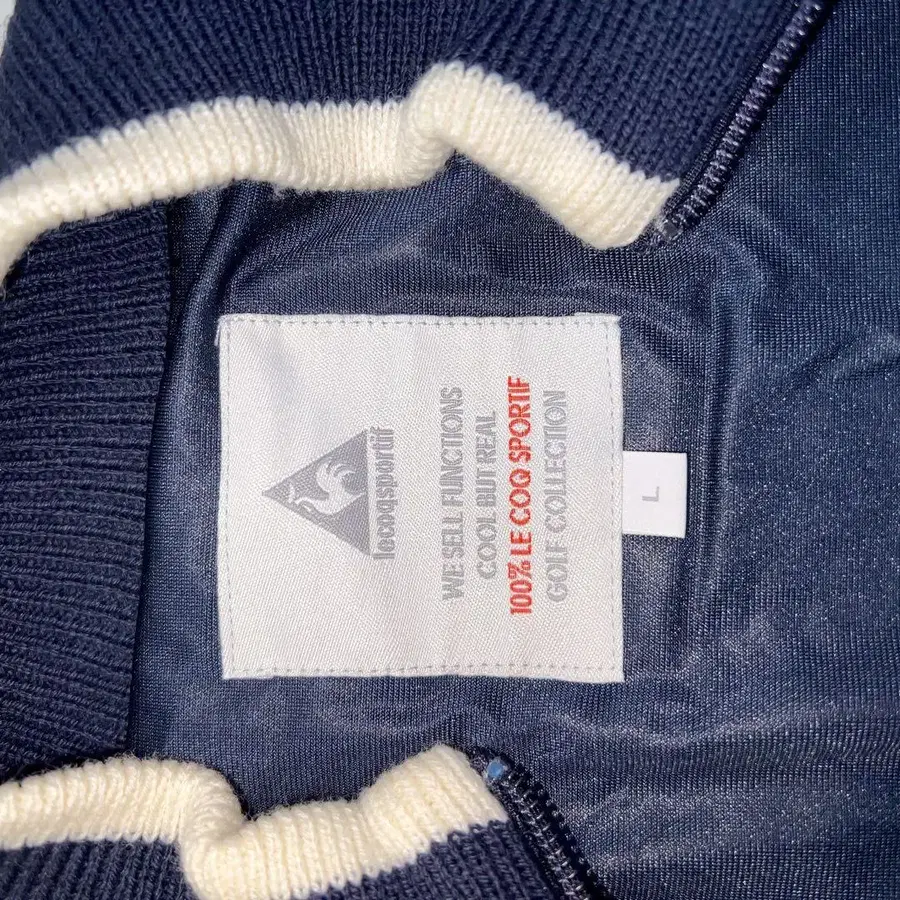 lecoqsportif
WE SELL FUNCTIONS
COOL BUT REAL
100% LE COQ SPORTIF
GOLF COLLECTION
L